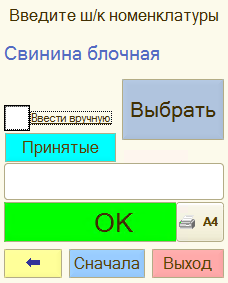 Введите ш/к номенклатуры
Свинина блочная
Ввести вручную
Выбрать
Принятые
OK
A4
Сначала
Выход